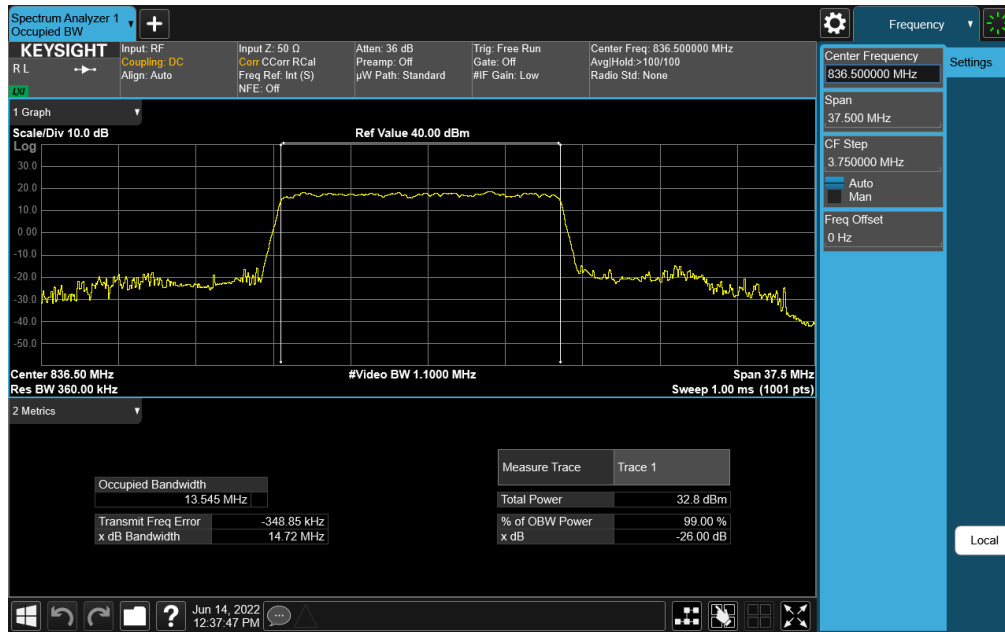 Spectrum Analyzer 1
Occupied BW
+
Frequency
KEYSIGHT
R L
LXI
Input: RF
Coupling: DC
Align: Auto
Input Z: 50 Ω
Corr CCorr RCal
Freq Ref: Int (S)
NFE: Off
Atten: 36 dB
Preamp: Off
µW Path: Standard
Trig: Free Run
Gate: Off
#IF Gain: Low
Center Freq: 836.500000 MHz
Avg|Hold:>100/100
Radio Std: None
Center Frequency
836.500000 MHz
Settings
Span
37.500 MHz
CF Step
3.750000 MHz
Auto
Man
Freq Offset
0 Hz
Local
1 Graph
Scale/Div 10.0 dB
Ref Value 40.00 dBm
Log
30.0
20.0
10.0
0.00
-10.0
-20.0
-30.0
-40.0
-50.0
Center 836.50 MHz
#Video BW 1.1000 MHz
Span 37.5 MHz
Res BW 360.00 kHz
Sweep 1.00 ms (1001 pts)
2 Metrics
Occupied Bandwidth
13.545 MHz
Transmit Freq Error
-348.85 kHz
x dB Bandwidth
14.72 MHz
Measure Trace
Trace 1
Total Power
32.8 dBm
% of OBW Power
99.00 %
x dB
-26.00 dB
?
Jun 14, 2022
12:37:47 PM